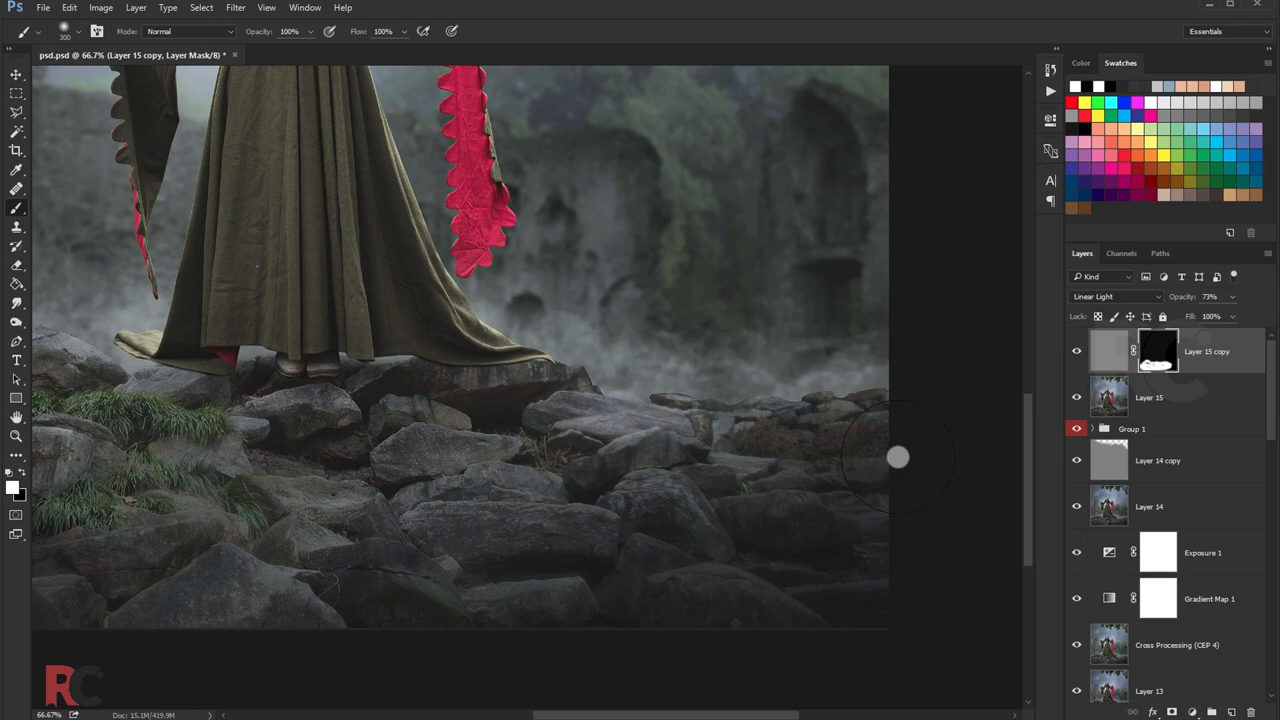 Ps File Edit Image Layer Type Select Filter View Window Help
300 Mode: Normal Opacity: 100% Flow: 100% Essentials
psd.psd @ 66.7% (Layer 15 copy, Layer Mask/8) * ×
Color Swatches
Layers Channels Paths
Kind
Linear Light Opacity: 73%
Lock: Fill: 100%
Layer 15 copy
Layer 15
Group 1
Layer 14 copy
Layer 14
Exposure 1
Gradient Map 1
Cross Processing (CEP 4)
Layer 13
RC
66.67% Doc: 15.1M/419.9M
fx